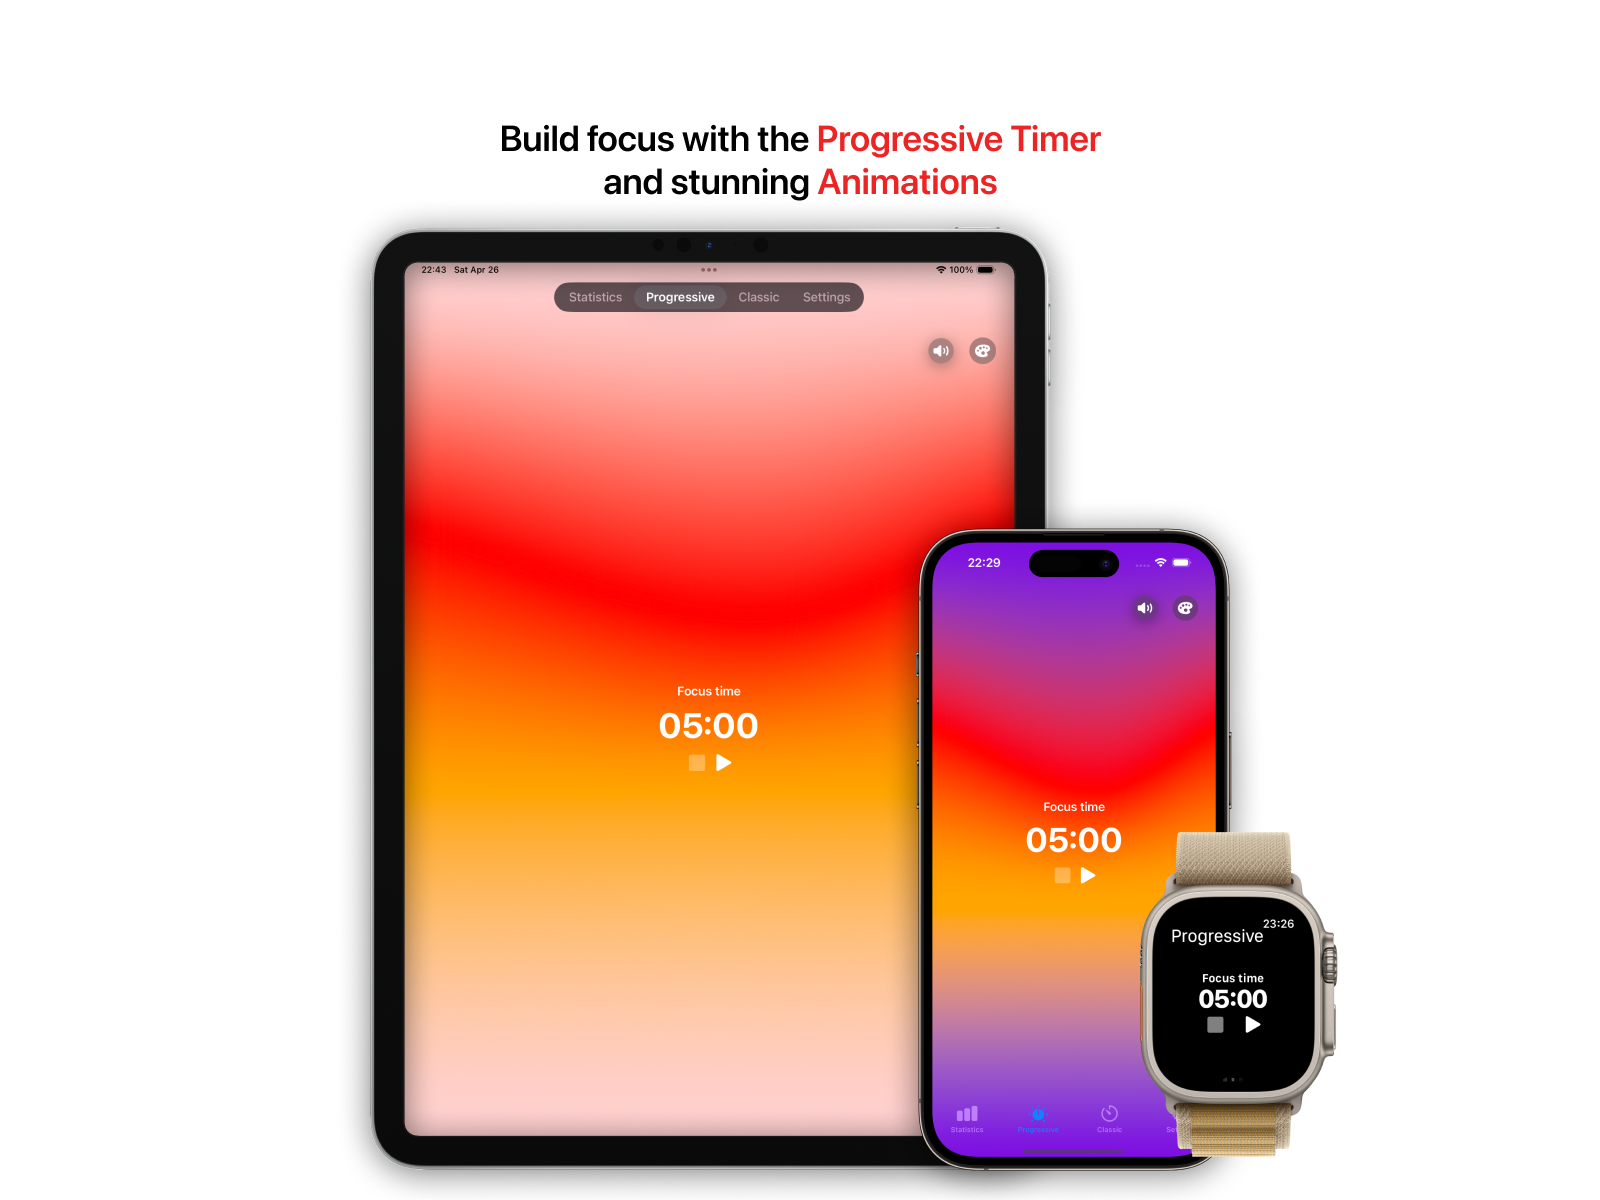 Build focus with the Progressive Timer
and stunning Animations
22:43 Sat Apr 26
100%
Statistics Progressive Classic Settings
Focus time
05:00
22:29
Focus time
05:00
Statistics Progressive Classic
23:26
Progressive
Focus time
05:00